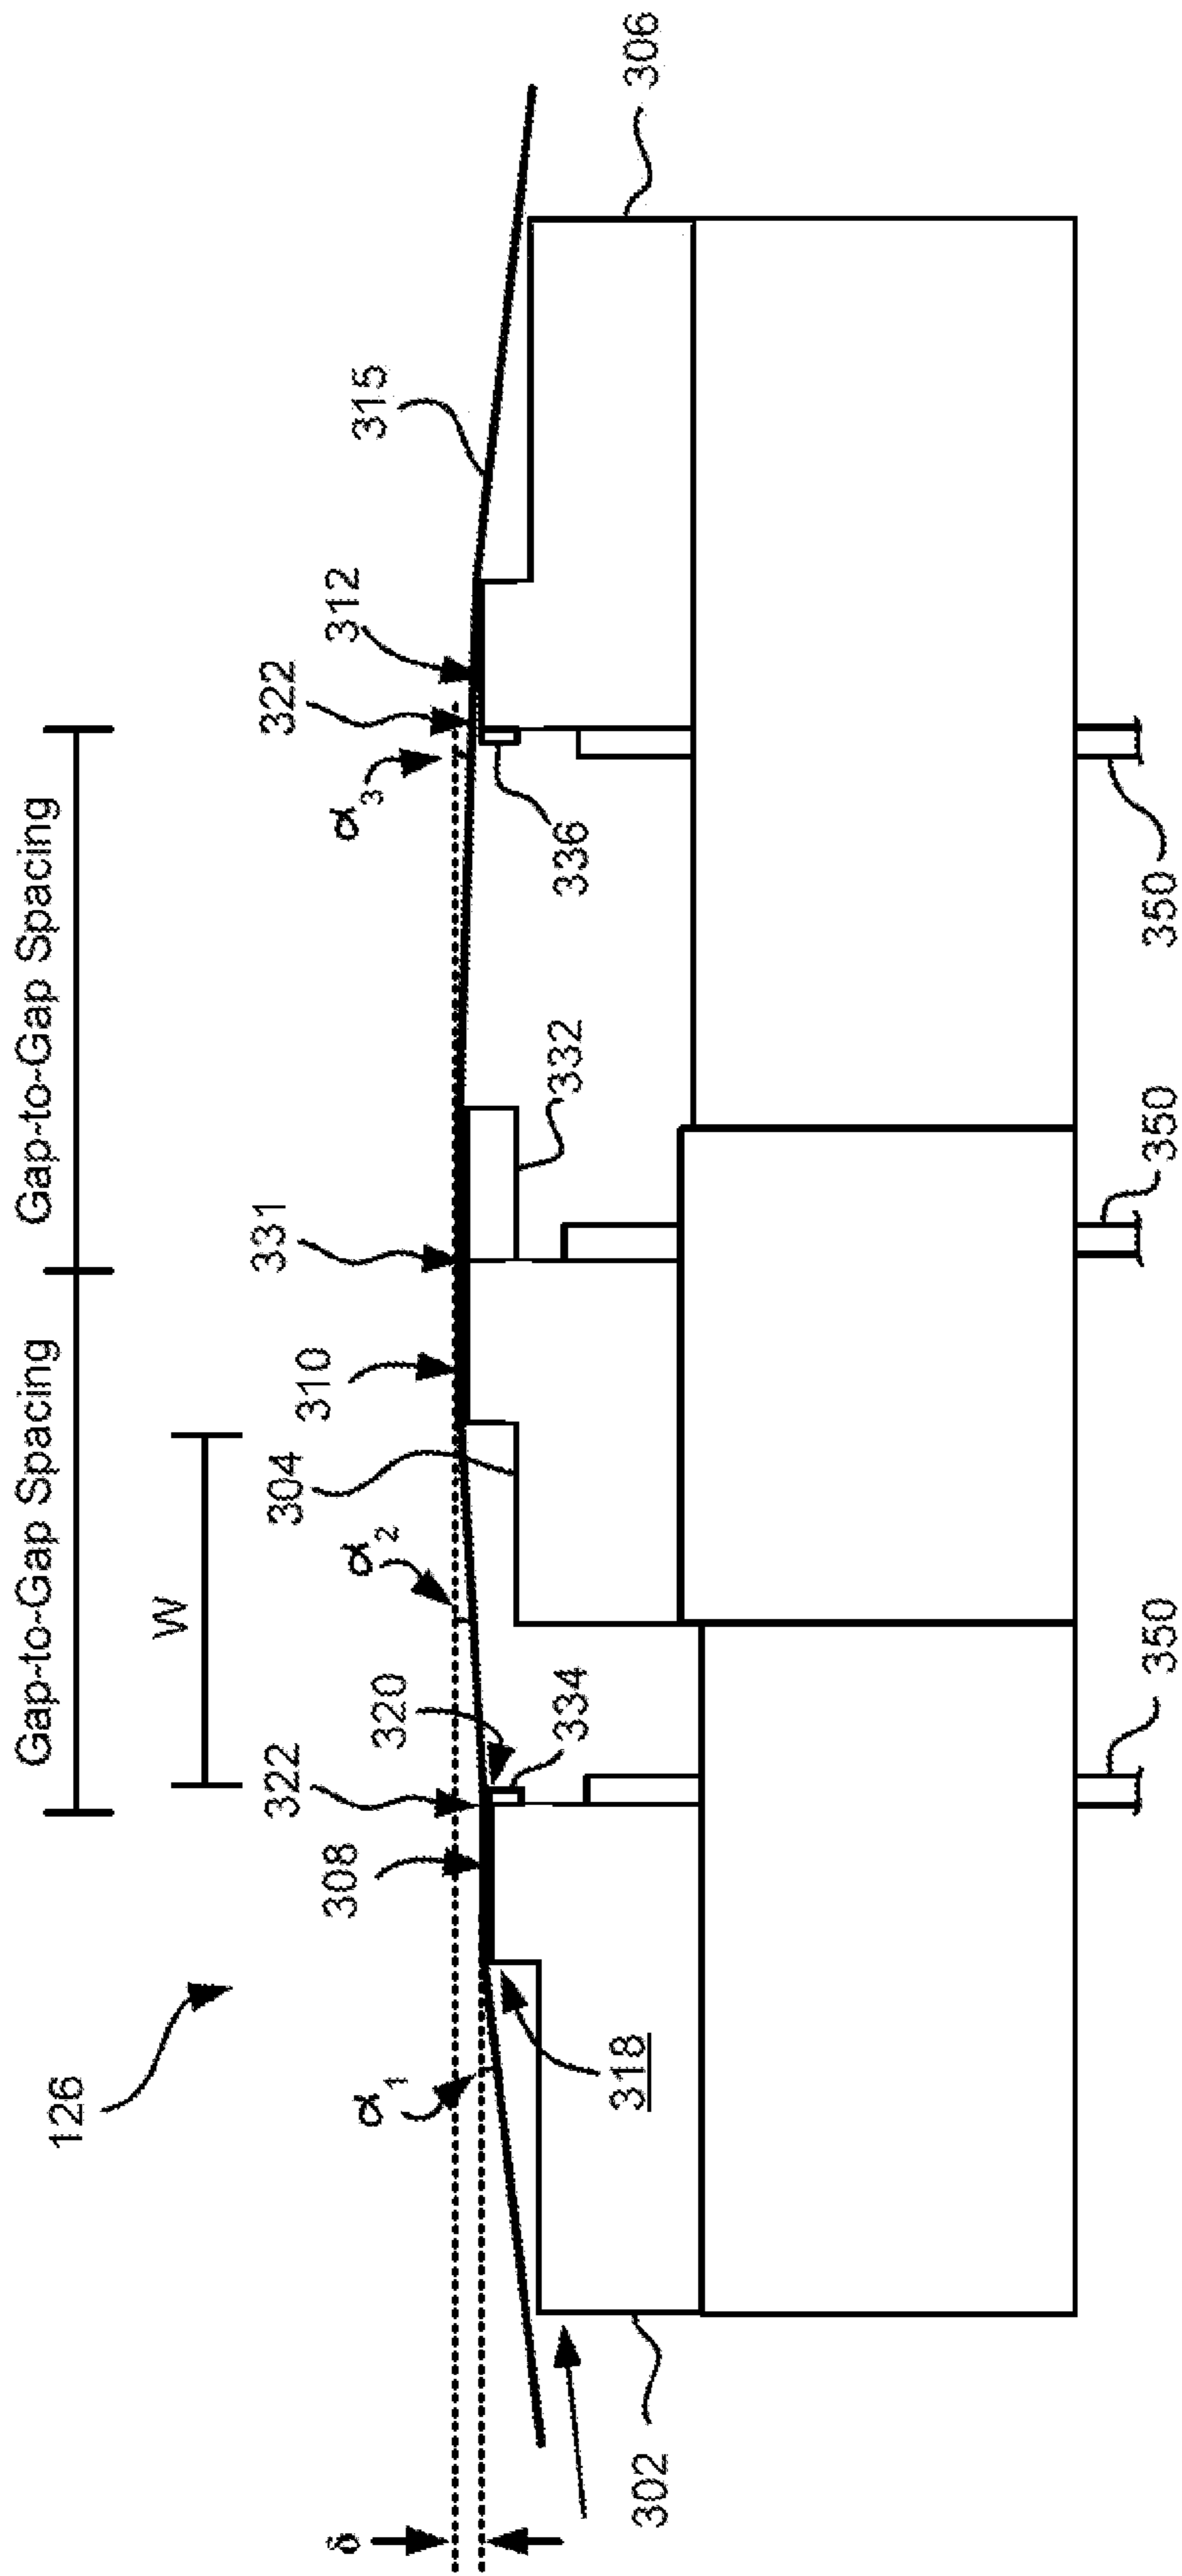 Gap-to-Gap Spacing
Gap-to-Gap Spacing
W
126
δ
α1
308
322
320
334
α2
304
310
331
332
α3
322
312
336
315
306
318
302
350
350
350